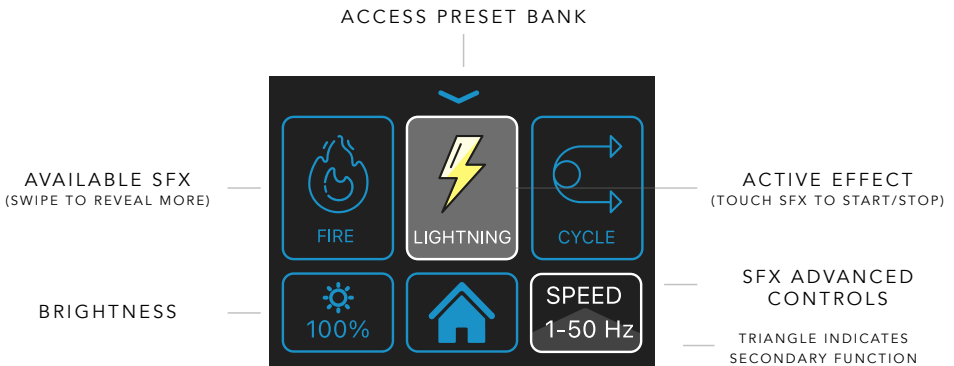 ACCESS PRESET BANK
AVAILABLE SFX
(SWIPE TO REVEAL MORE)
FIRE
LIGHTNING
CYCLE
ACTIVE EFFECT
(TOUCH SFX TO START/STOP)
BRIGHTNESS
100%
SPEED
1-50 Hz
SFX ADVANCED
CONTROLS
TRIANGLE INDICATES
SECONDARY FUNCTION